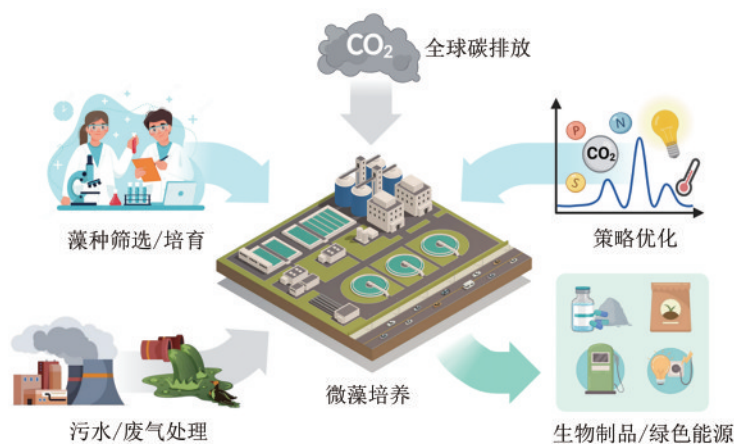 CO₂
全球碳排放
藻种筛选/培育
P
N
CO₂
S
策略优化
微藻培养
污水/废气处理
生物制品/绿色能源